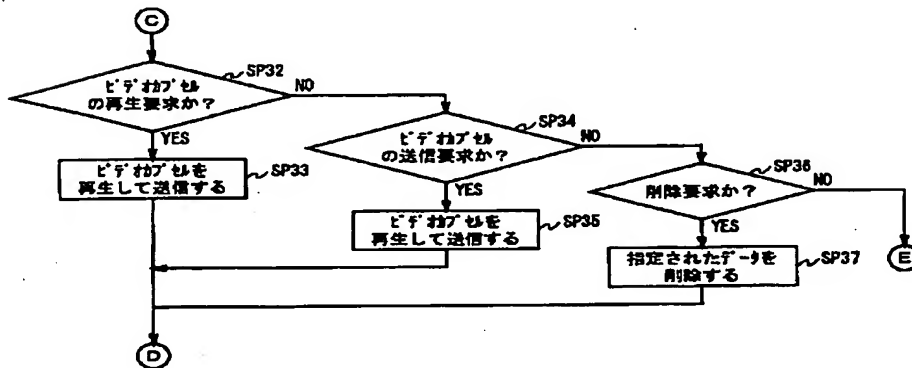 C
ﾋﾞﾃﾞｵｶﾌﾟｾﾙ
の再生要求か？
SP32
NO
YES
ﾋﾞﾃﾞｵｶﾌﾟｾﾙを
再生して送信する
SP33
ﾋﾞﾃﾞｵｶﾌﾟｾﾙ
の送信要求か？
SP34
NO
YES
ﾋﾞﾃﾞｵｶﾌﾟｾﾙを
再生して送信する
SP35
削除要求か？
SP36
NO
YES
指定されたﾃﾞｰﾀを
削除する
SP37
E
D